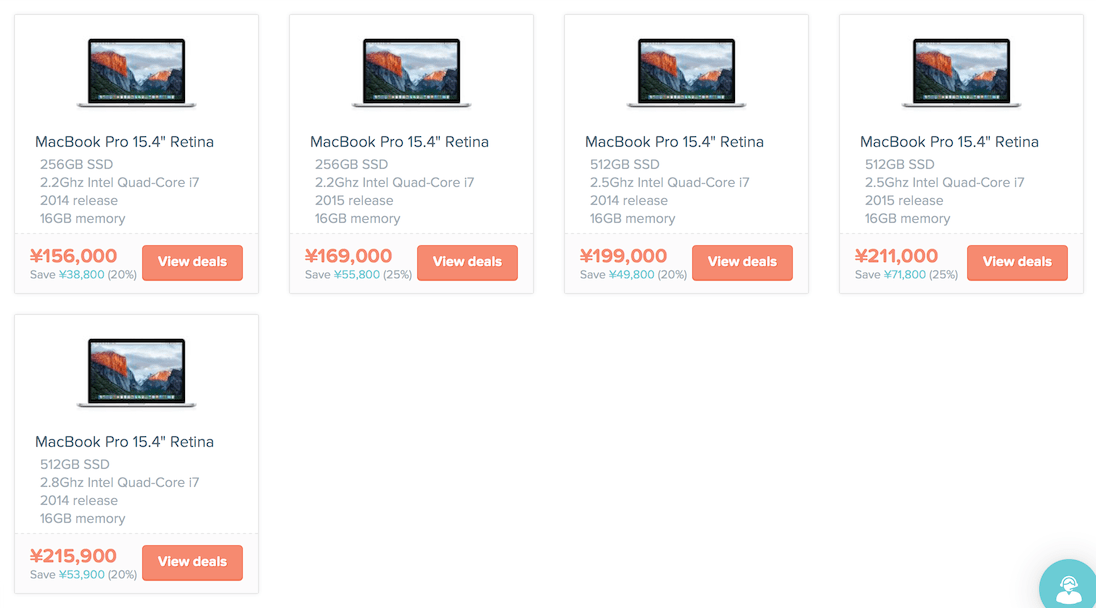 MacBook Pro 15.4" Retina
256GB SSD
2.2Ghz Intel Quad-Core i7
2014 release
16GB memory
¥156,000
Save ¥38,800 (20%)
View deals
MacBook Pro 15.4" Retina
256GB SSD
2.2Ghz Intel Quad-Core i7
2015 release
16GB memory
¥169,000
Save ¥55,800 (25%)
View deals
MacBook Pro 15.4" Retina
512GB SSD
2.5Ghz Intel Quad-Core i7
2014 release
16GB memory
¥199,000
Save ¥49,800 (20%)
View deals
MacBook Pro 15.4" Retina
512GB SSD
2.5Ghz Intel Quad-Core i7
2015 release
16GB memory
¥211,000
Save ¥71,800 (25%)
View deals
MacBook Pro 15.4" Retina
512GB SSD
2.8Ghz Intel Quad-Core i7
2014 release
16GB memory
¥215,900
Save ¥53,900 (20%)
View deals